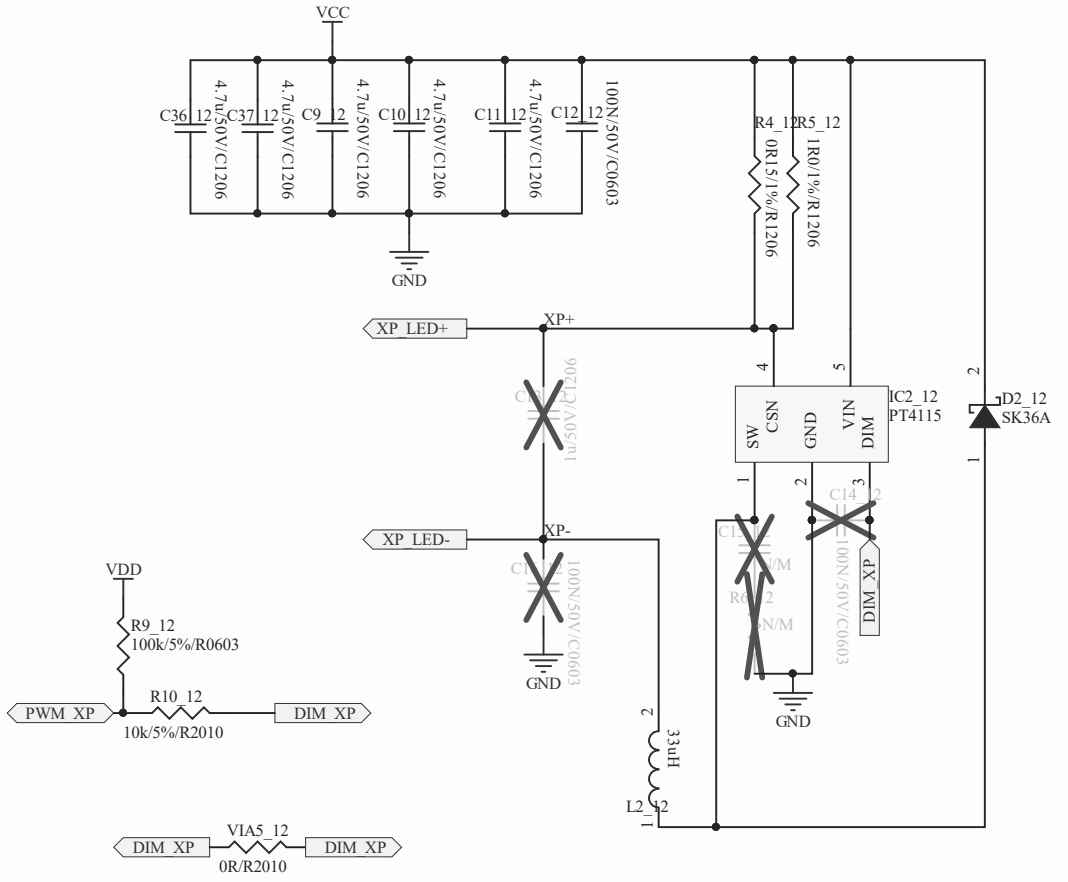 VCC
C36_12
4.7u/50V/C1206
C37_12
4.7u/50V/C1206
C9_12
4.7u/50V/C1206
C10_12
4.7u/50V/C1206
C11_12
4.7u/50V/C1206
C12_12
100N/50V/C0603
GND
R4_12
0R15/1%/R1206
R5_12
1R0/1%/R1206
XP_LED+
XP+
1u/50V/C1206
4
5
CSN
VIN
SW
GND
DIM
IC2_12
PT4115
1
2
3
2
D2_12
SK36A
1
C14_12
100N/50V/C0603
DIM_XP
N/M
N/M
GND
XP_LED-
XP-
100N/50V/C0603
GND
VDD
R9_12
100k/5%/R0603
PWM_XP
R10_12
10k/5%/R2010
DIM_XP
2
33uH
L2_12
1
DIM_XP
VIA5_12
0R/R2010
DIM_XP